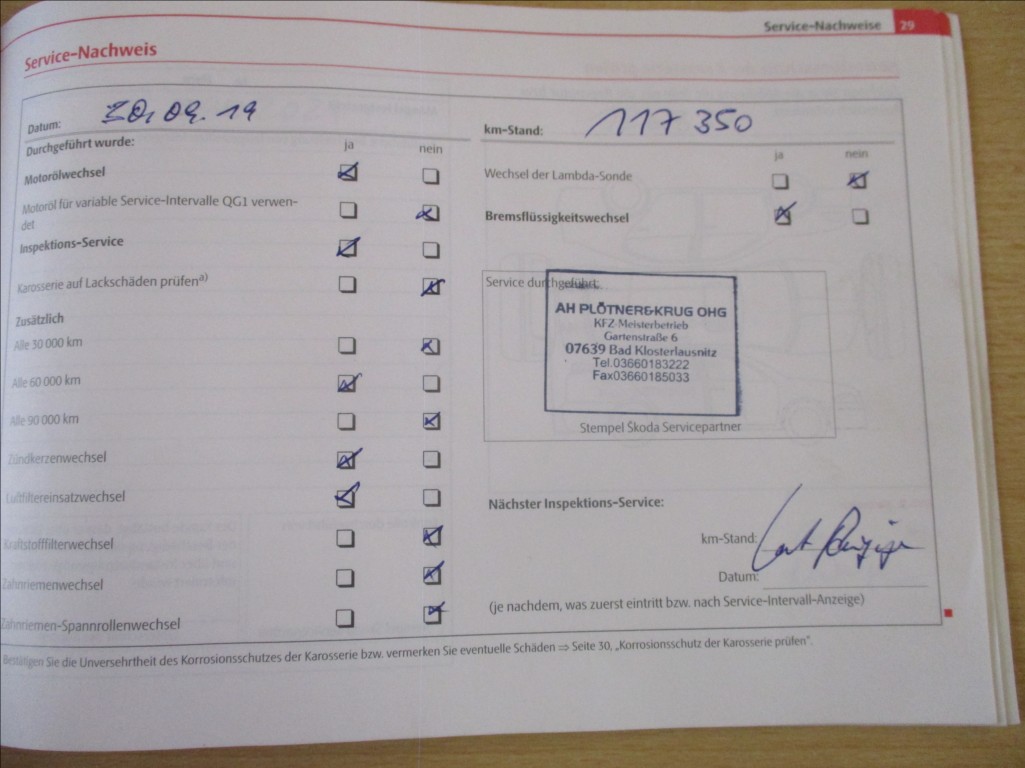 Service-Nachweise 29
Service-Nachweis
Datum: 30.09.19
km-Stand: 117 350
Durchgeführt wurde: ja nein
Motorölwechsel
Motoröl für variable Service-Intervalle QG1 verwen-
det
Inspektions-Service
Karosserie auf Lackschäden prüfenᵃ⁾
Zusätzlich
Alle 30 000 km
Alle 60 000 km
Alle 90 000 km
Zündkerzenwechsel
Luftfiltereinsatzwechsel
Kraftstofffilterwechsel
Zahnriemenwechsel
Zahnriemen-Spannrollenwechsel
ja nein
Wechsel der Lambda-Sonde
Bremsflüssigkeitswechsel
Service durchgeführt:
AH PLÖTNER&KRUG OHG
KFZ-Meisterbetrieb
Gartenstraße 6
07639 Bad Klosterlausnitz
Tel.03660183222
Fax03660185033
Stempel Škoda Servicepartner
Nächster Inspektions-Service:
km-Stand:
Datum:
(je nachdem, was zuerst eintritt bzw. nach Service-Intervall-Anzeige)
Bestätigen Sie die Unversehrtheit des Korrosionsschutzes der Karosserie bzw. vermerken Sie eventuelle Schäden ⇒ Seite 30, „Korrosionsschutz der Karosserie prüfen".